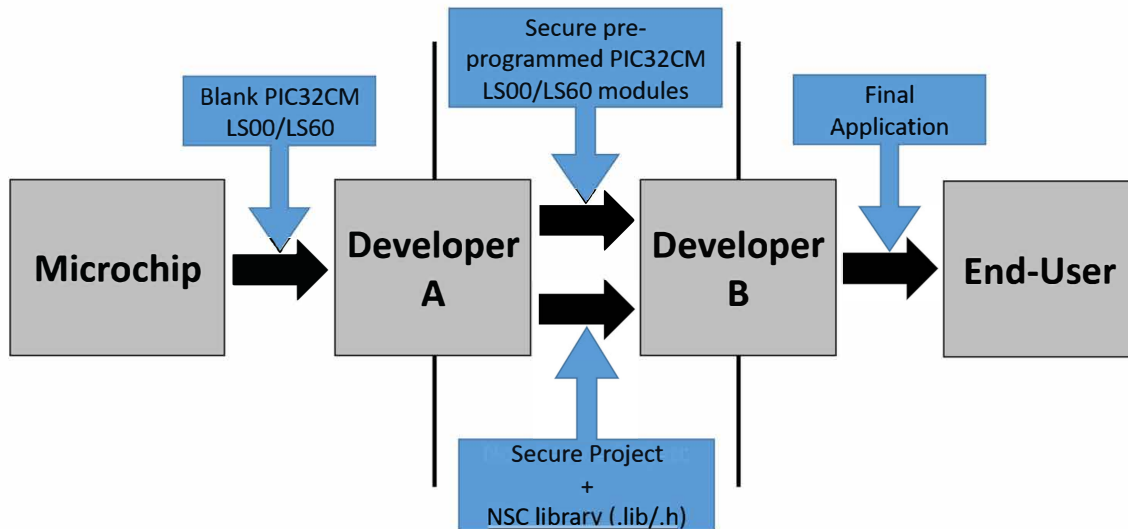 Secure pre-
programmed PIC32CM
LS00/LS60 modules
Blank PIC32CM
LS00/LS60
Final
Application
Microchip
Developer
A
Developer
B
End-User
Secure Project
+
NSC library (.lib/.h)